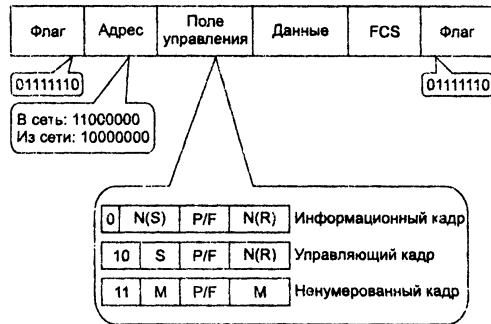 Флаг Адрес Поле управления Данные FCS Флаг
01111110 01111110
В сеть: 11000000
Из сети: 10000000
0 N(S) P/F N(R) Информационный кадр
10 S P/F N(R) Управляющий кадр
11 M P/F M Ненумерованный кадр